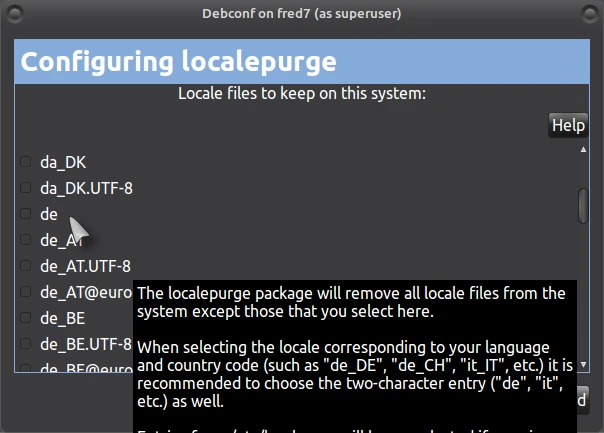 Debconf on fred7 (as superuser)
Configuring localepurge
Locale files to keep on this system:
Help
da_DK
da_DK.UTF-8
de
de_AT
de_AT.UTF-8
de_AT@euro
de_BE
de_BE.UTF-8
de_BE@euro
The localepurge package will remove all locale files from the
system except those that you select here.
When selecting the locale corresponding to your language
and country code (such as "de_DE", "de_CH", "it_IT", etc.) it is
recommended to choose the two-character entry ("de", "it",
etc.) as well.